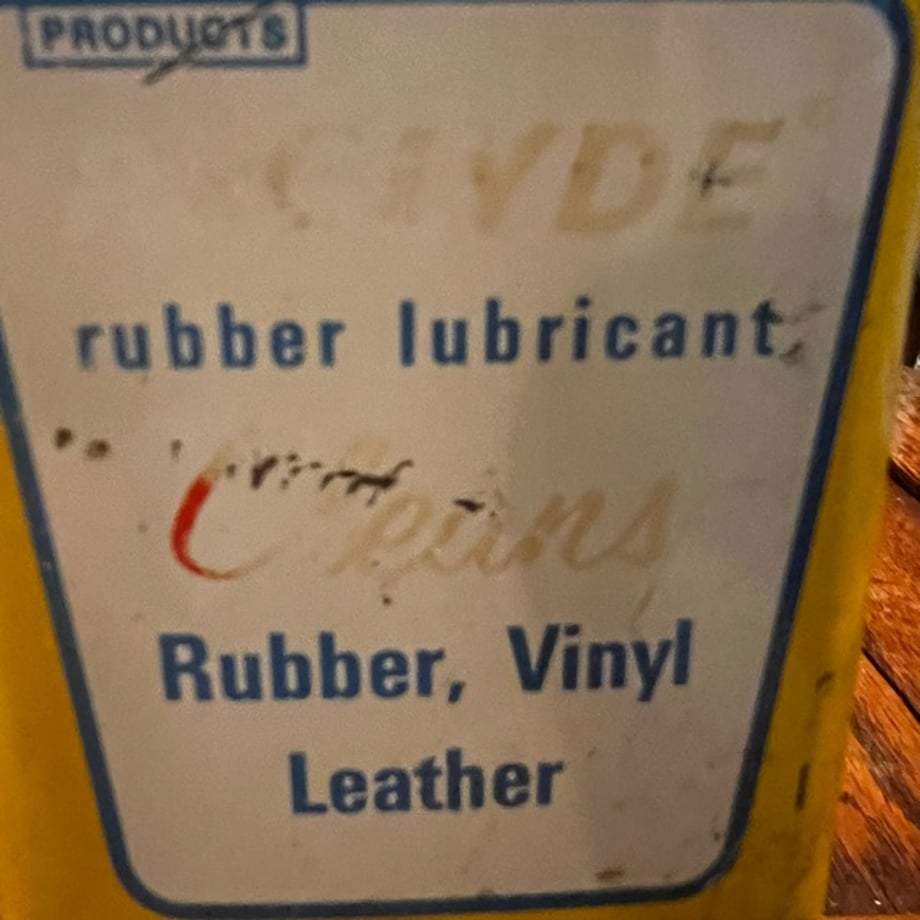 PRODUCTS
rubber lubricant
Cleans
Rubber, Vinyl
Leather